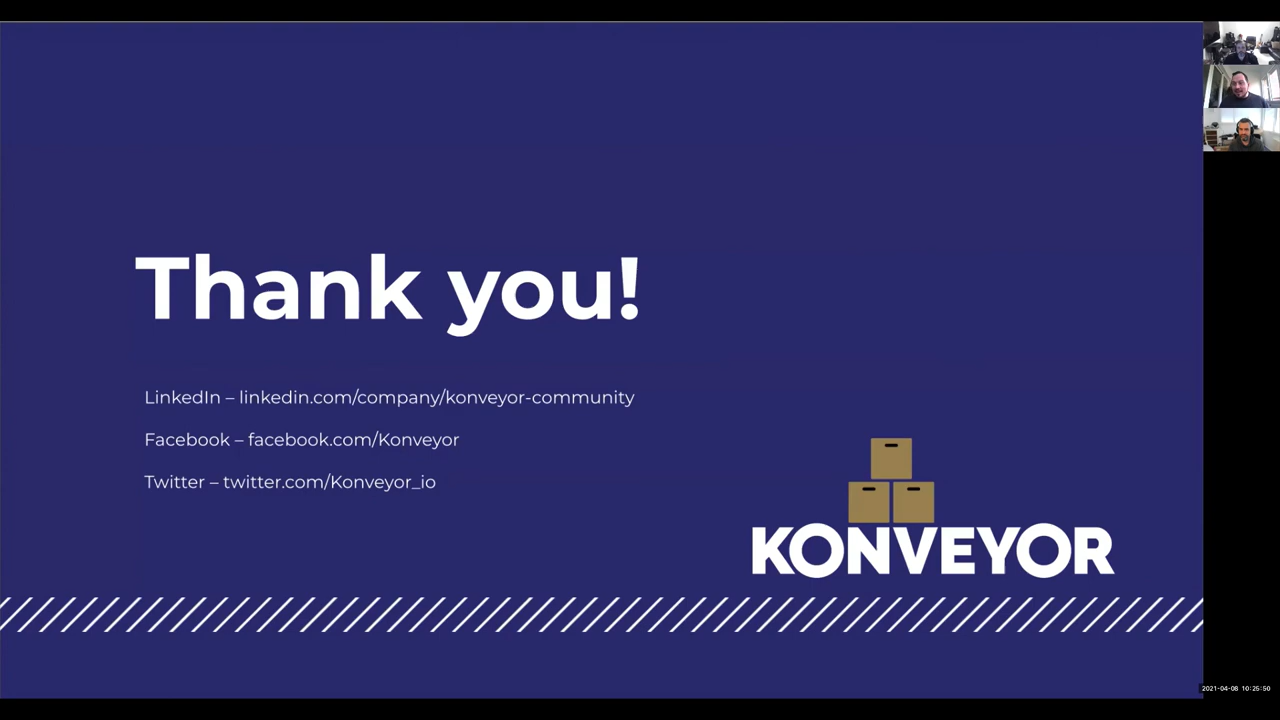 Thank you!
LinkedIn – linkedin.com/company/konveyor-community
Facebook – facebook.com/Konveyor
Twitter – twitter.com/Konveyor_io
KONVEYOR
2021-04-08 10:25:50